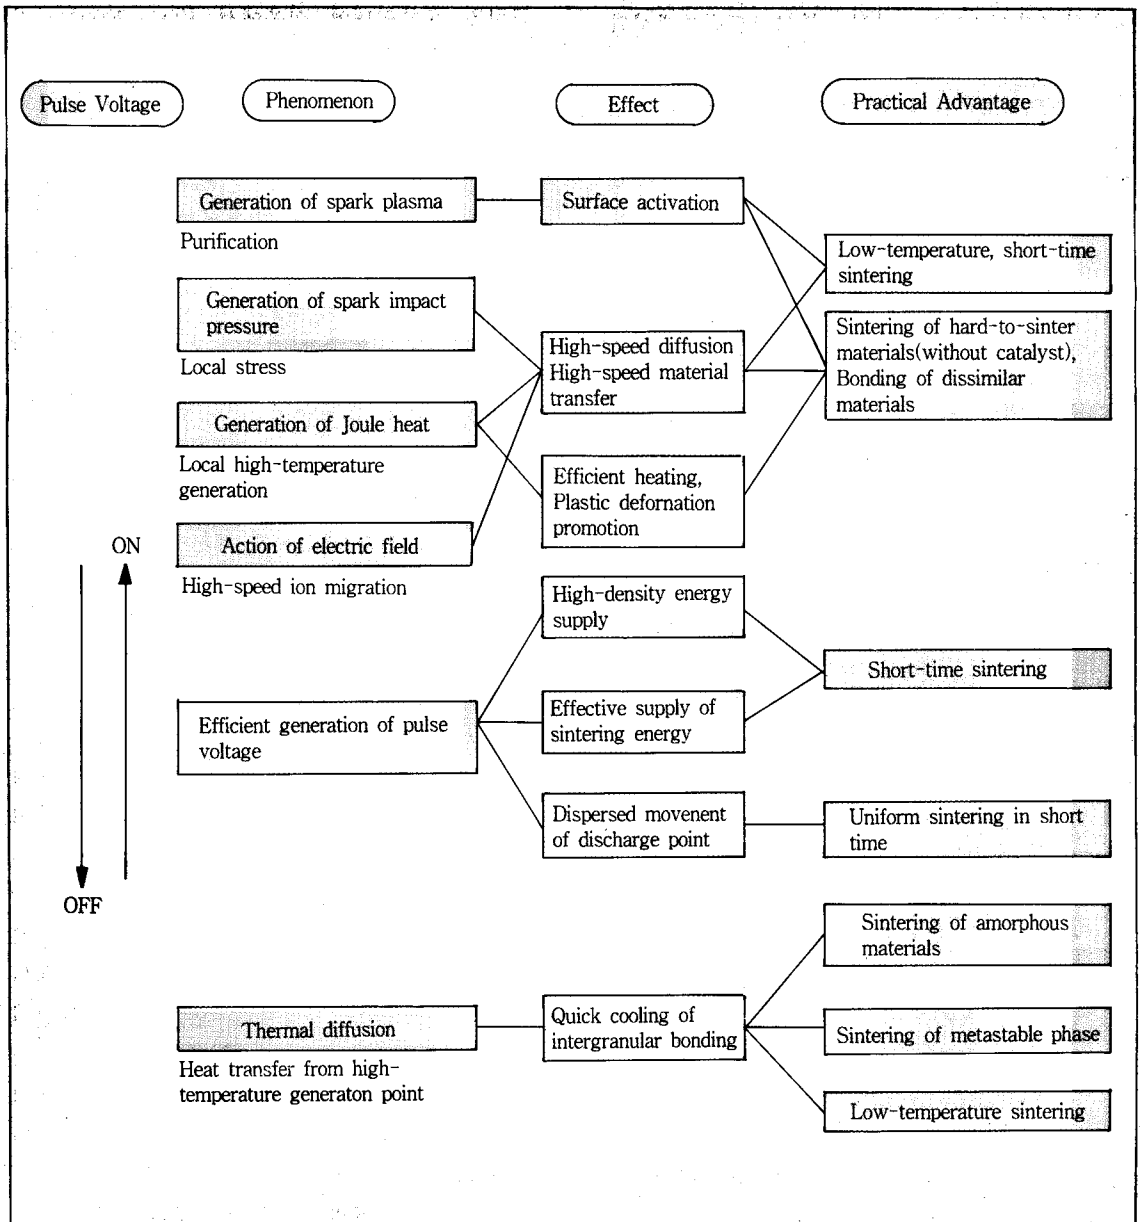 Pulse Voltage
Phenomenon
Effect
Practical Advantage
Generation of spark plasma
Purification
Generation of spark impact
pressure
Local stress
Generation of Joule heat
Local high-temperature
generation
Action of electric field
High-speed ion migration
ON
OFF
Efficient generation of pulse
voltage
Thermal diffusion
Heat transfer from high-
temperature generaton point
Surface activation
High-speed diffusion
High-speed material
transfer
Efficient heating,
Plastic defornation
promotion
High-density energy
supply
Effective supply of
sintering energy
Dispersed movenent
of discharge point
Quick cooling of
intergranular bonding
Low-temperature, short-time
sintering
Sintering of hard-to-sinter
materials(without catalyst),
Bonding of dissimilar
materials
Short-time sintering
Uniform sintering in short
time
Sintering of amorphous
materials
Sintering of metastable phase
Low-temperature sintering